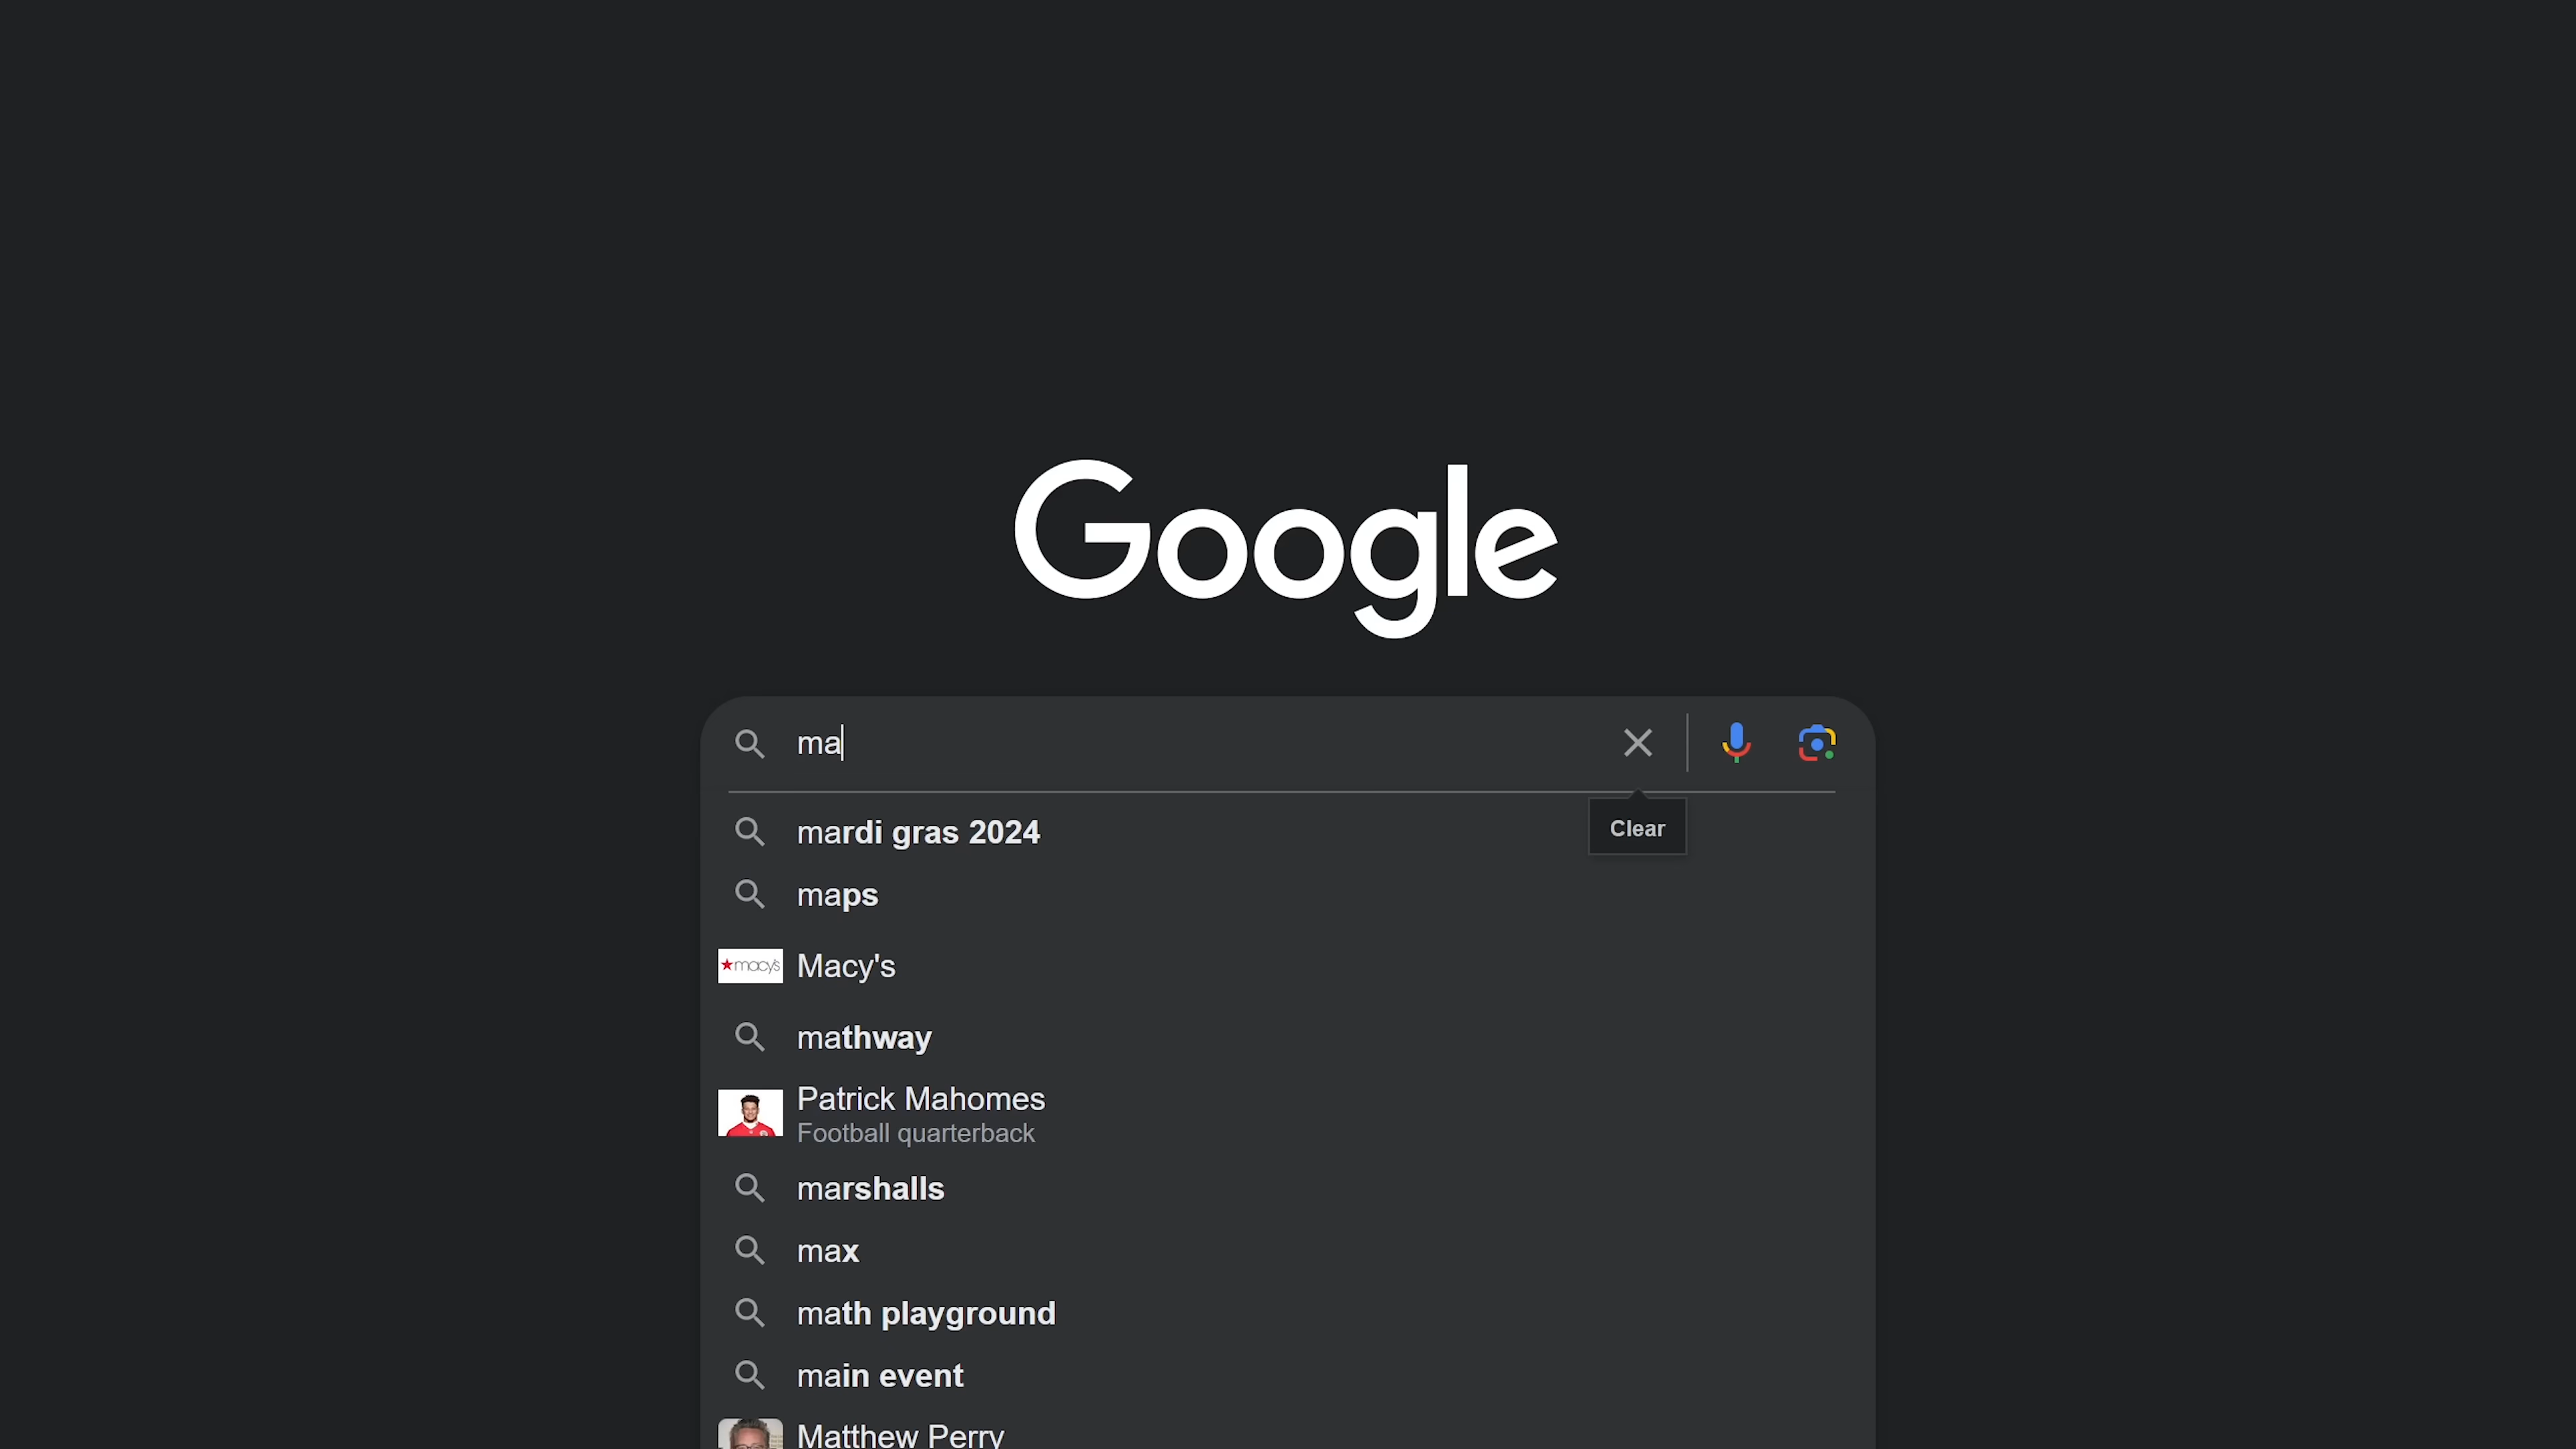 Google
ma
Clear
mardi gras 2024
maps
macy's
Macy's
mathway
Patrick Mahomes
Football quarterback
marshalls
max
math playground
main event
Matthew Perry